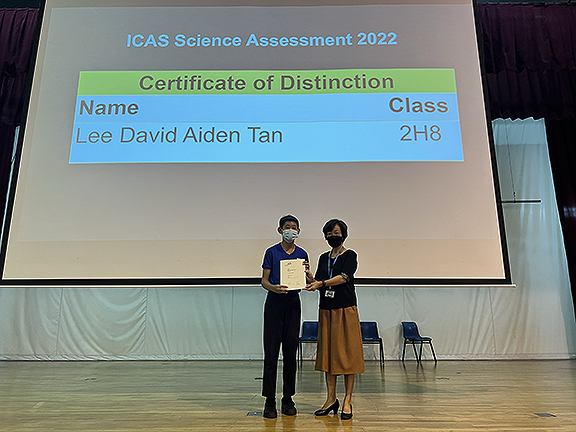 ICAS Science Assessment 2022
Certificate of Distinction
Name Class
Lee David Aiden Tan 2H8